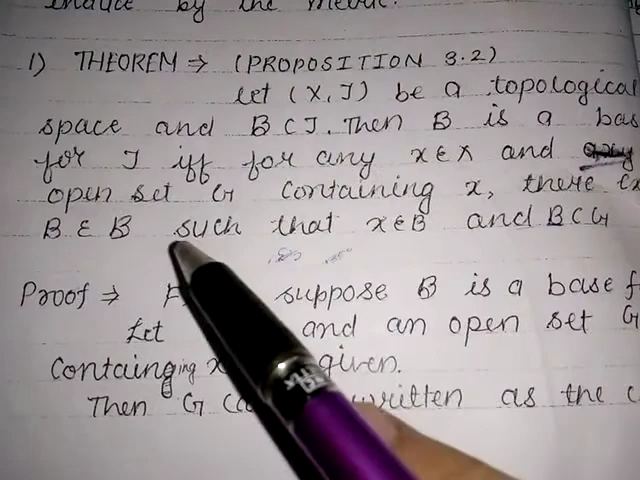 induce by the metric.
1) THEOREM ⇒ (PROPOSITION 3.2)
Let (X, J) be a topological
space and B ⊂ J. Then B is a bas
for J iff for any x ∈ X and any
open set G containing x, there ex
B ∈ B such that x ∈ B and B ⊂ G
Proof ⇒ suppose B is a base f
Let and an open set G
Containging x given.
Then G written as the